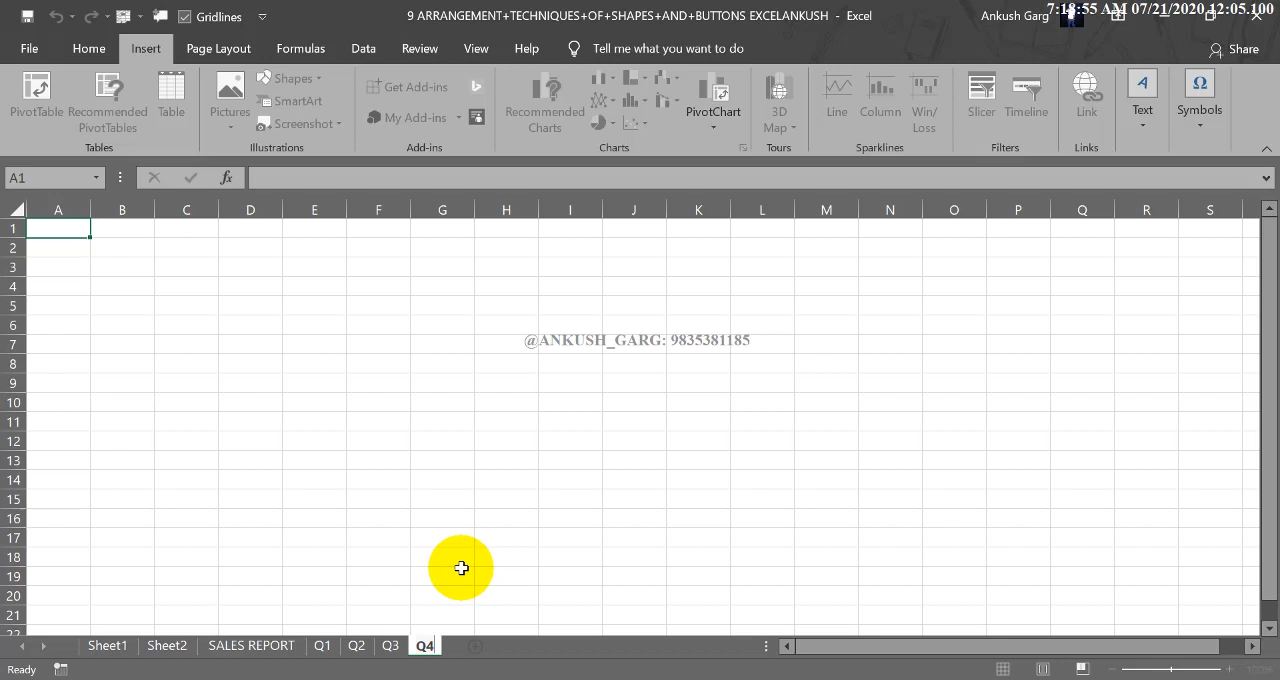 Gridlines
9 ARRANGEMENT+TECHNIQUES+OF+SHAPES+AND+BUTTONS EXCELANKUSH - Excel
Ankush Garg
7:18:55 AM 07/21/2020,12:05.100
File Home Insert Page Layout Formulas Data Review View Help Tell me what you want to do Share
PivotTable
Recommended
PivotTables
Table
Tables
Pictures
Shapes
SmartArt
Screenshot
Illustrations
Get Add-ins
My Add-ins
Add-ins
Recommended
Charts
PivotChart
Charts
3D
Map
Tours
Line
Column
Win/
Loss
Sparklines
Slicer
Timeline
Filters
Link
Links
A
Text
Ω
Symbols
A1
fx
A B C D E F G H I J K L M N O P Q R S
1
2
3
4
5
6
7
8
9
10
11
12
13
14
15
16
17
18
19
20
21
22
@ANKUSH_GARG: 9835381185
Sheet1 Sheet2 SALES REPORT Q1 Q2 Q3 Q4
Ready
100%